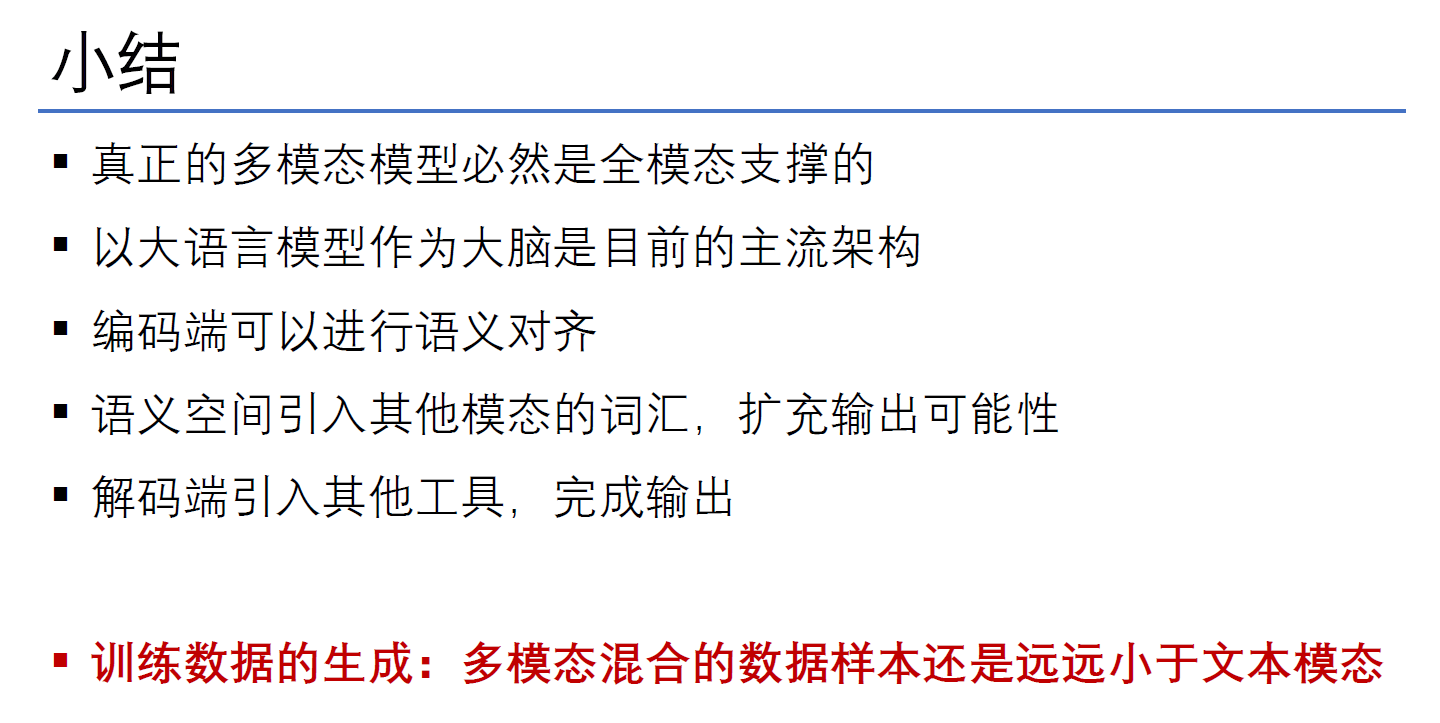 小结
▪ 真正的多模态模型必然是全模态支撑的
▪ 以大语言模型作为大脑是目前的主流架构
▪ 编码端可以进行语义对齐
▪ 语义空间引入其他模态的词汇，扩充输出可能性
▪ 解码端引入其他工具，完成输出
▪ 训练数据的生成：多模态混合的数据样本还是远远小于文本模态